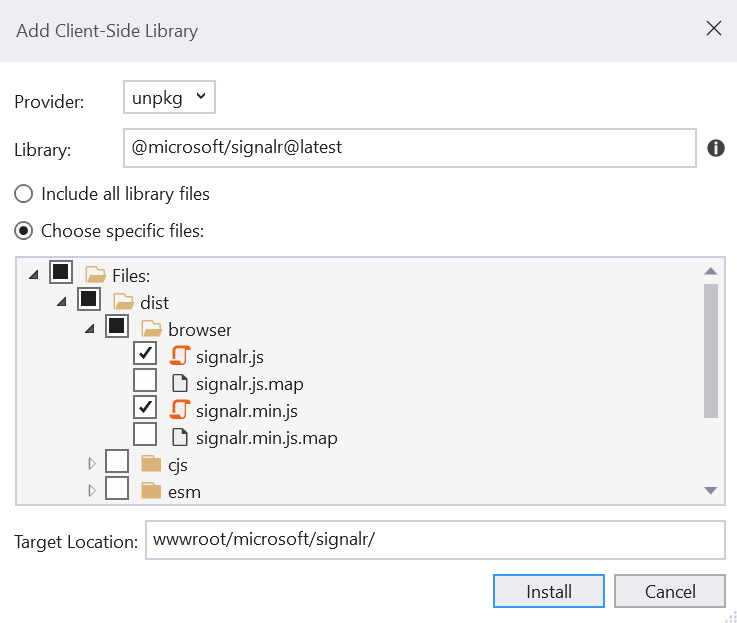 Add Client-Side Library
Provider: unpkg
Library: @microsoft/signalr@latest
Include all library files
Choose specific files:
Files:
dist
browser
signalr.js
signalr.js.map
signalr.min.js
signalr.min.js.map
cjs
esm
Target Location: wwwroot/microsoft/signalr/
Install Cancel